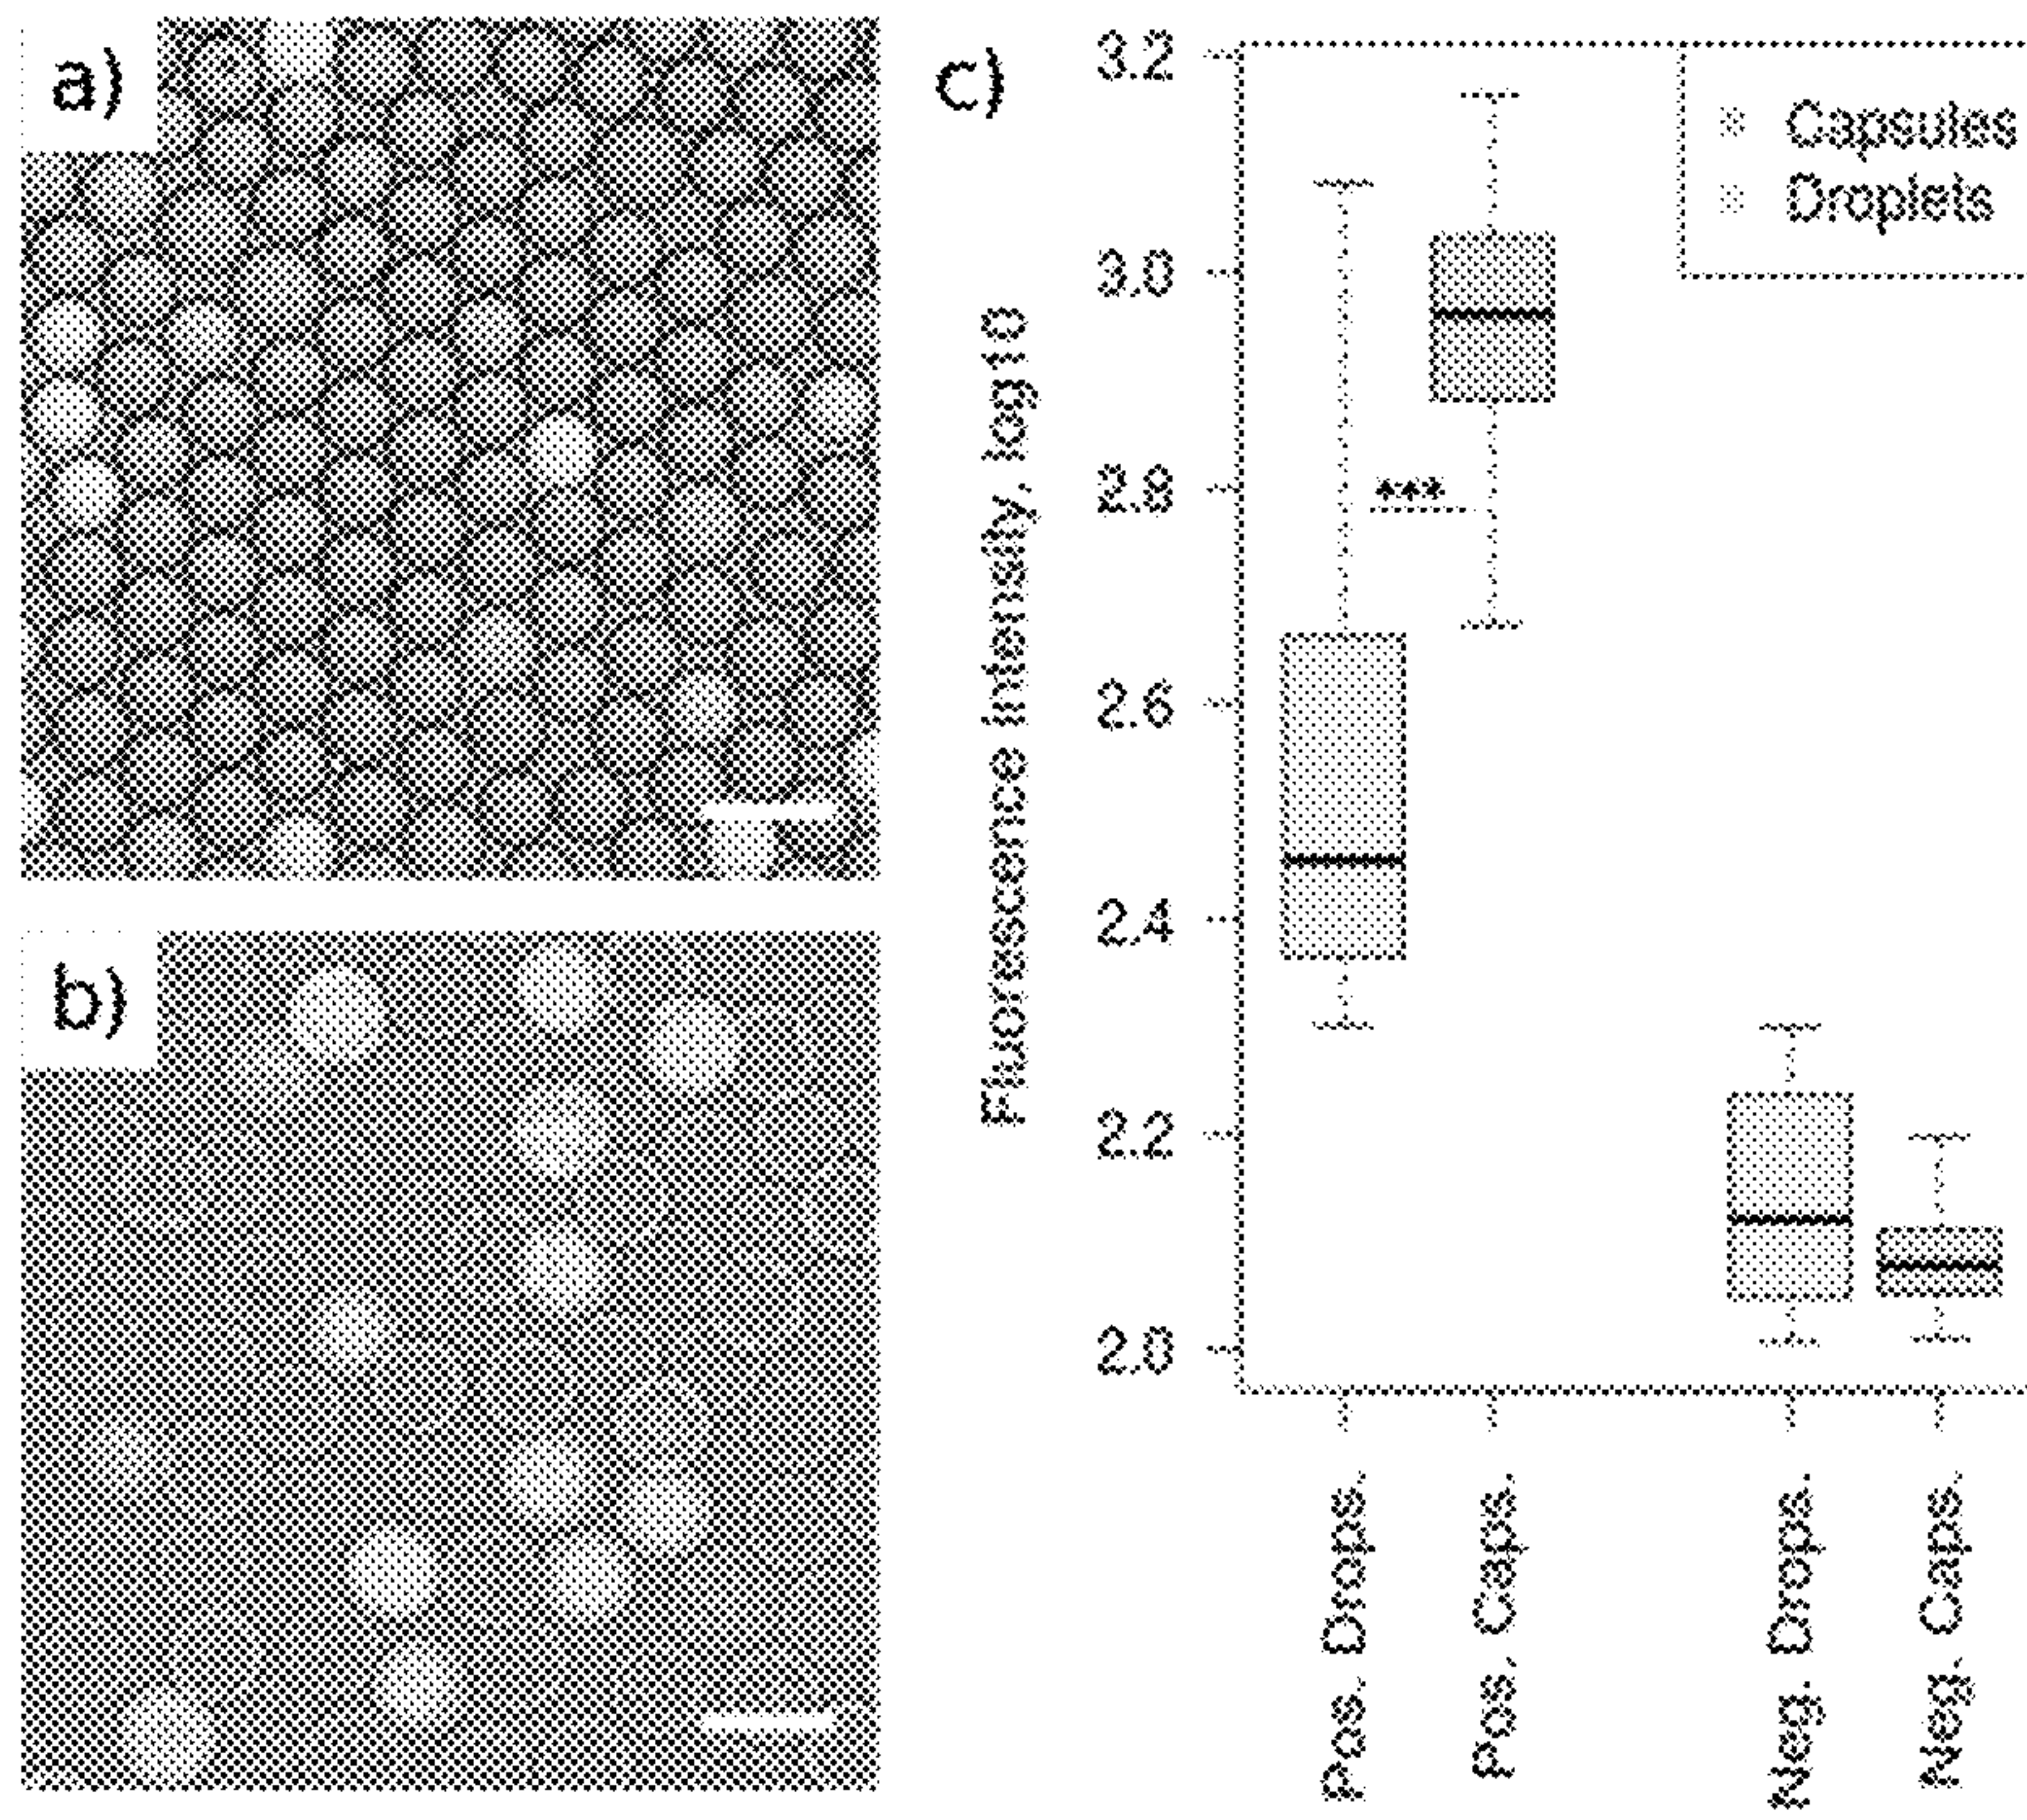 a)
b)
c)
Fluorescence intensity, log10
3.2
3.0
2.8
2.6
2.4
2.2
2.0
Capsules
Droplets
***
Pos. Drops.
Pos. Caps.
Neg. Drops.
Neg. Caps.